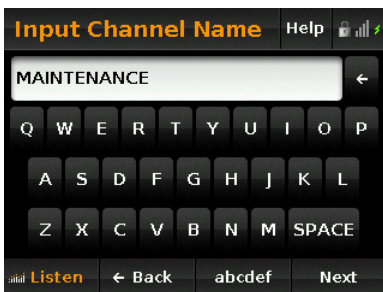 Input Channel Name Help
MAINTENANCE ←
Q W E R T Y U I O P
A S D F G H J K L
Z X C V B N M SPACE
Listen ← Back abcdef Next